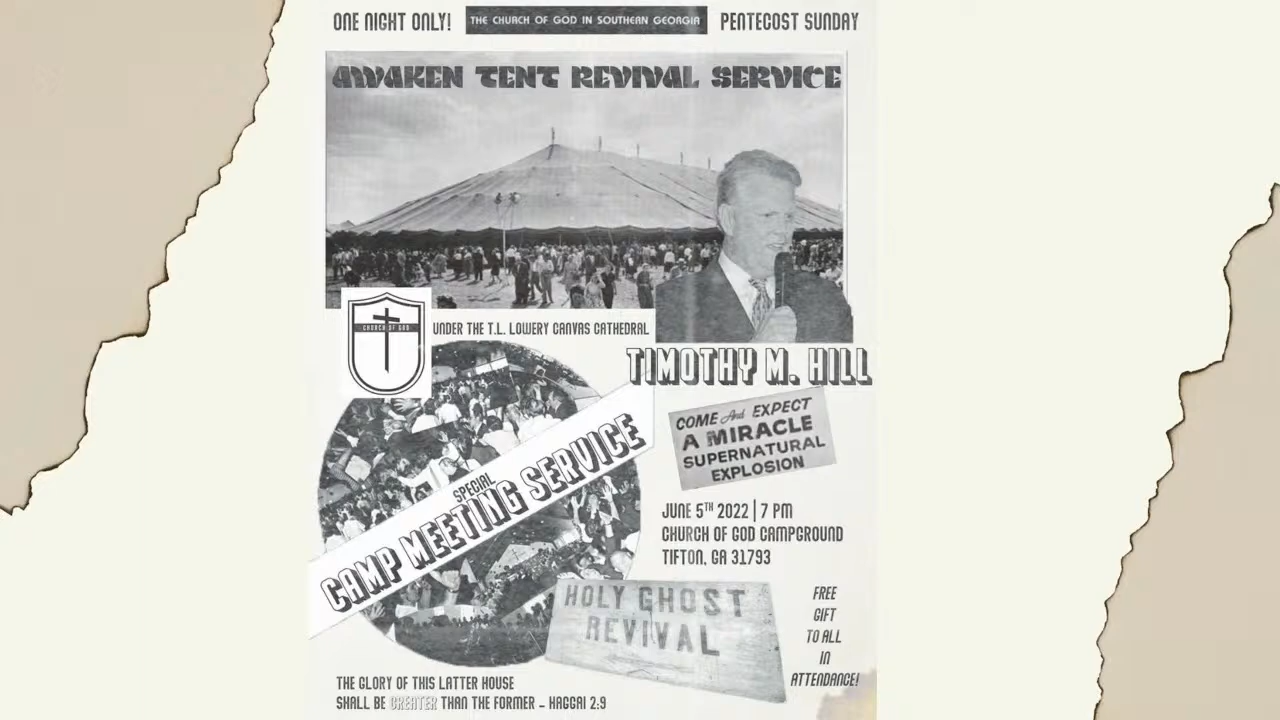 ONE NIGHT ONLY!
THE CHURCH OF GOD IN SOUTHERN GEORGIA
PENTECOST SUNDAY
AWAKEN TENT REVIVAL SERVICE
CHURCH OF GOD
UNDER THE T.L. LOWERY CANVAS CATHEDRAL
TIMOTHY M. HILL
COME And EXPECT
A MIRACLE
SUPERNATURAL
EXPLOSION
SPECIAL
CAMP MEETING SERVICE
JUNE 5TH 2022 | 7 PM
CHURCH OF GOD CAMPGROUND
TIFTON, GA 31793
HOLY GHOST
REVIVAL
FREE
GIFT
TO ALL
IN
ATTENDANCE!
THE GLORY OF THIS LATTER HOUSE
SHALL BE GREATER THAN THE FORMER - HAGGAI 2:9